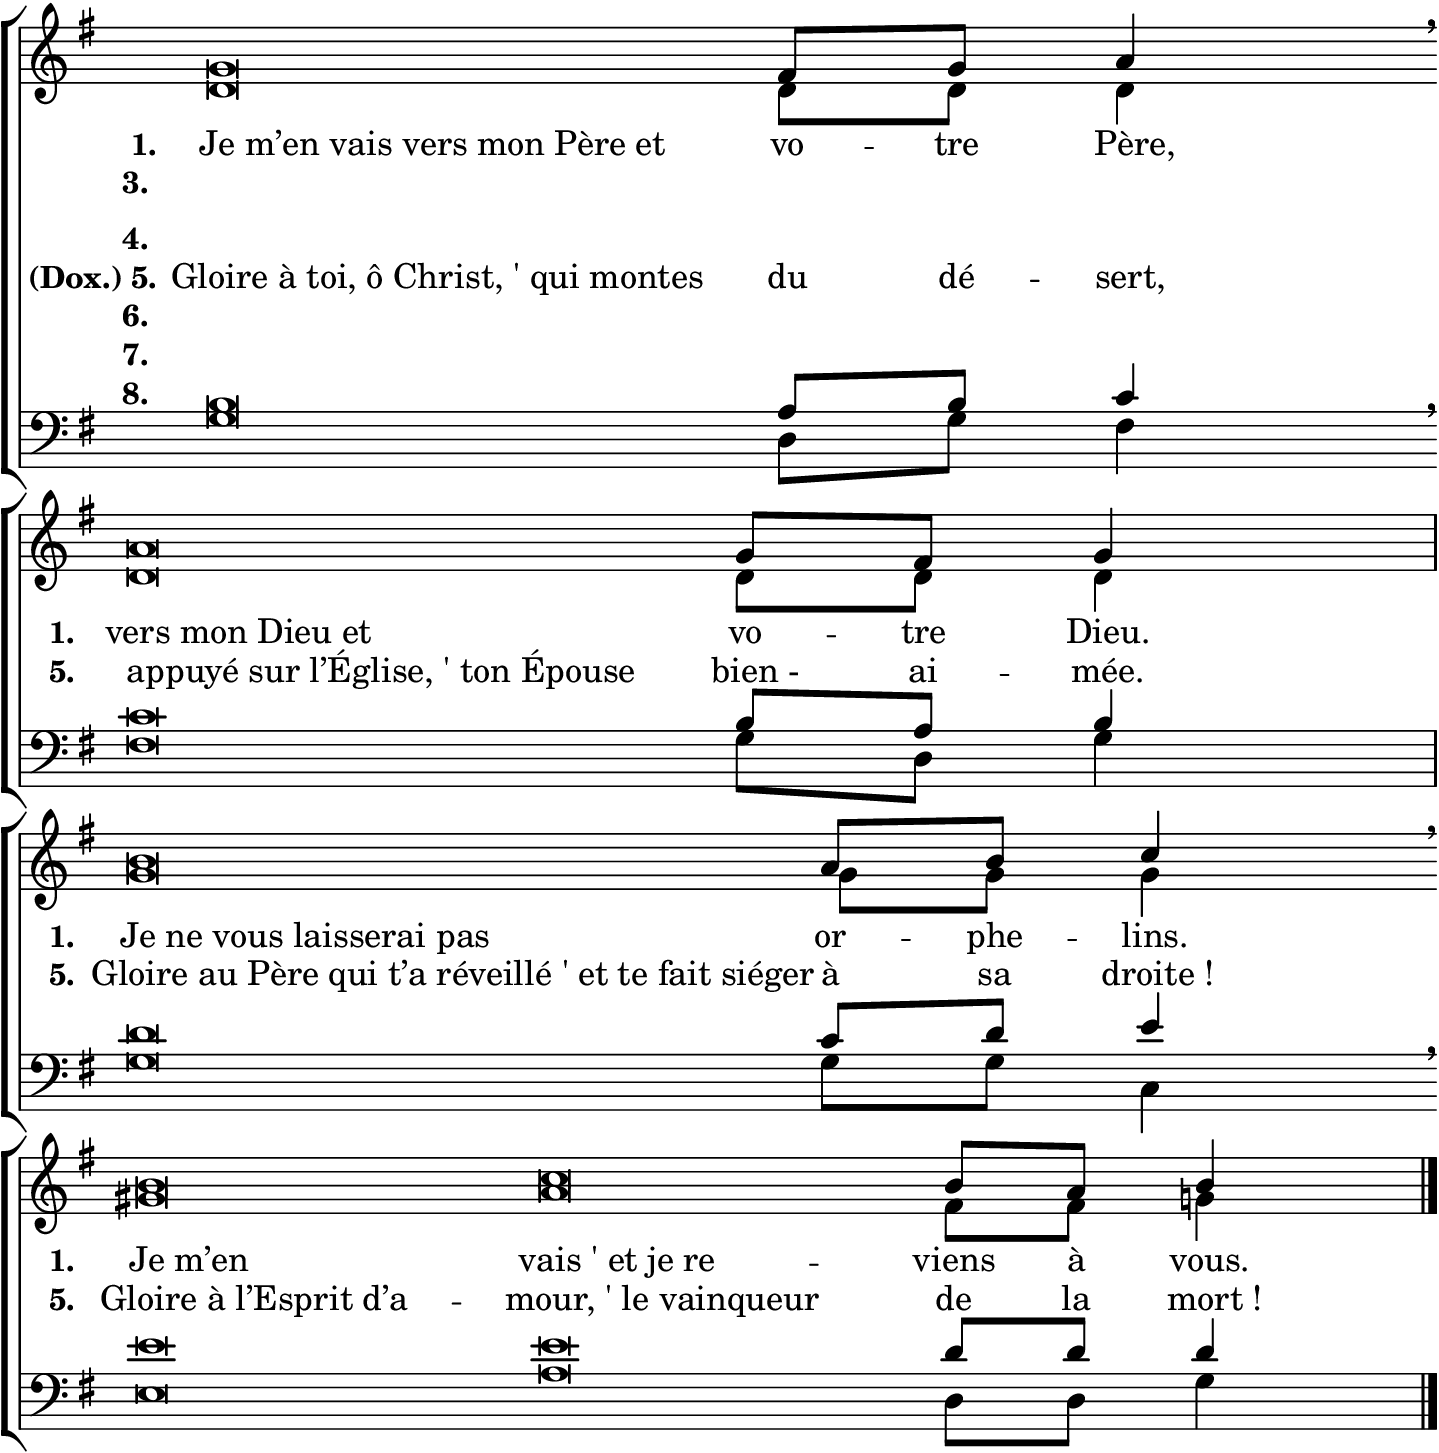 1. Je m’en vais vers mon Père et vo -- tre Père,
3.
4.
(Dox.) 5. Gloire à toi, ô Christ, ' qui montes du dé -- sert,
6.
7.
8.
1. vers mon Dieu et vo -- tre Dieu.
5. appuyé sur l’Église, ' ton Épouse bien - ai -- mée.
1. Je ne vous laisserai pas or -- phe -- lins.
5. Gloire au Père qui t’a réveillé ' et te fait siéger à sa droite !
1. Je m’en vais ' et je re -- viens à vous.
5. Gloire à l’Esprit d’a -- mour, ' le vainqueur de la mort !